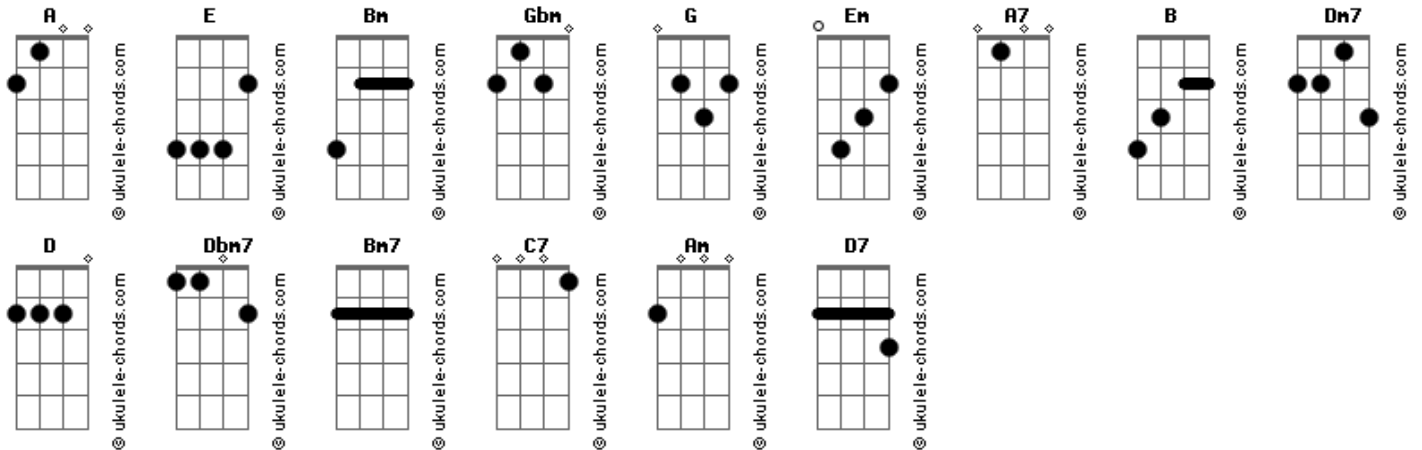 A E Bm Gbm G Em A7 B Dm7
© ukulele-chords.com © ukulele-chords.com © ukulele-chords.com © ukulele-chords.com © ukulele-chords.com © ukulele-chords.com © ukulele-chords.com © ukulele-chords.com © ukulele-chords.com
D Dbm7 Bm7 C7 Am D7
© ukulele-chords.com © ukulele-chords.com © ukulele-chords.com © ukulele-chords.com © ukulele-chords.com © ukulele-chords.com